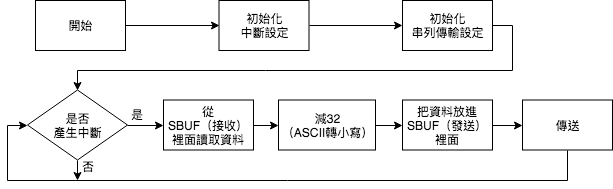 開始
初始化
中斷設定
初始化
串列傳輸設定
是否
產生中斷
是
否
從
SBUF（接收）
裡面讀取資料
減32
（ASCII轉小寫）
把資料放進
SBUF（發送）
裡面
傳送